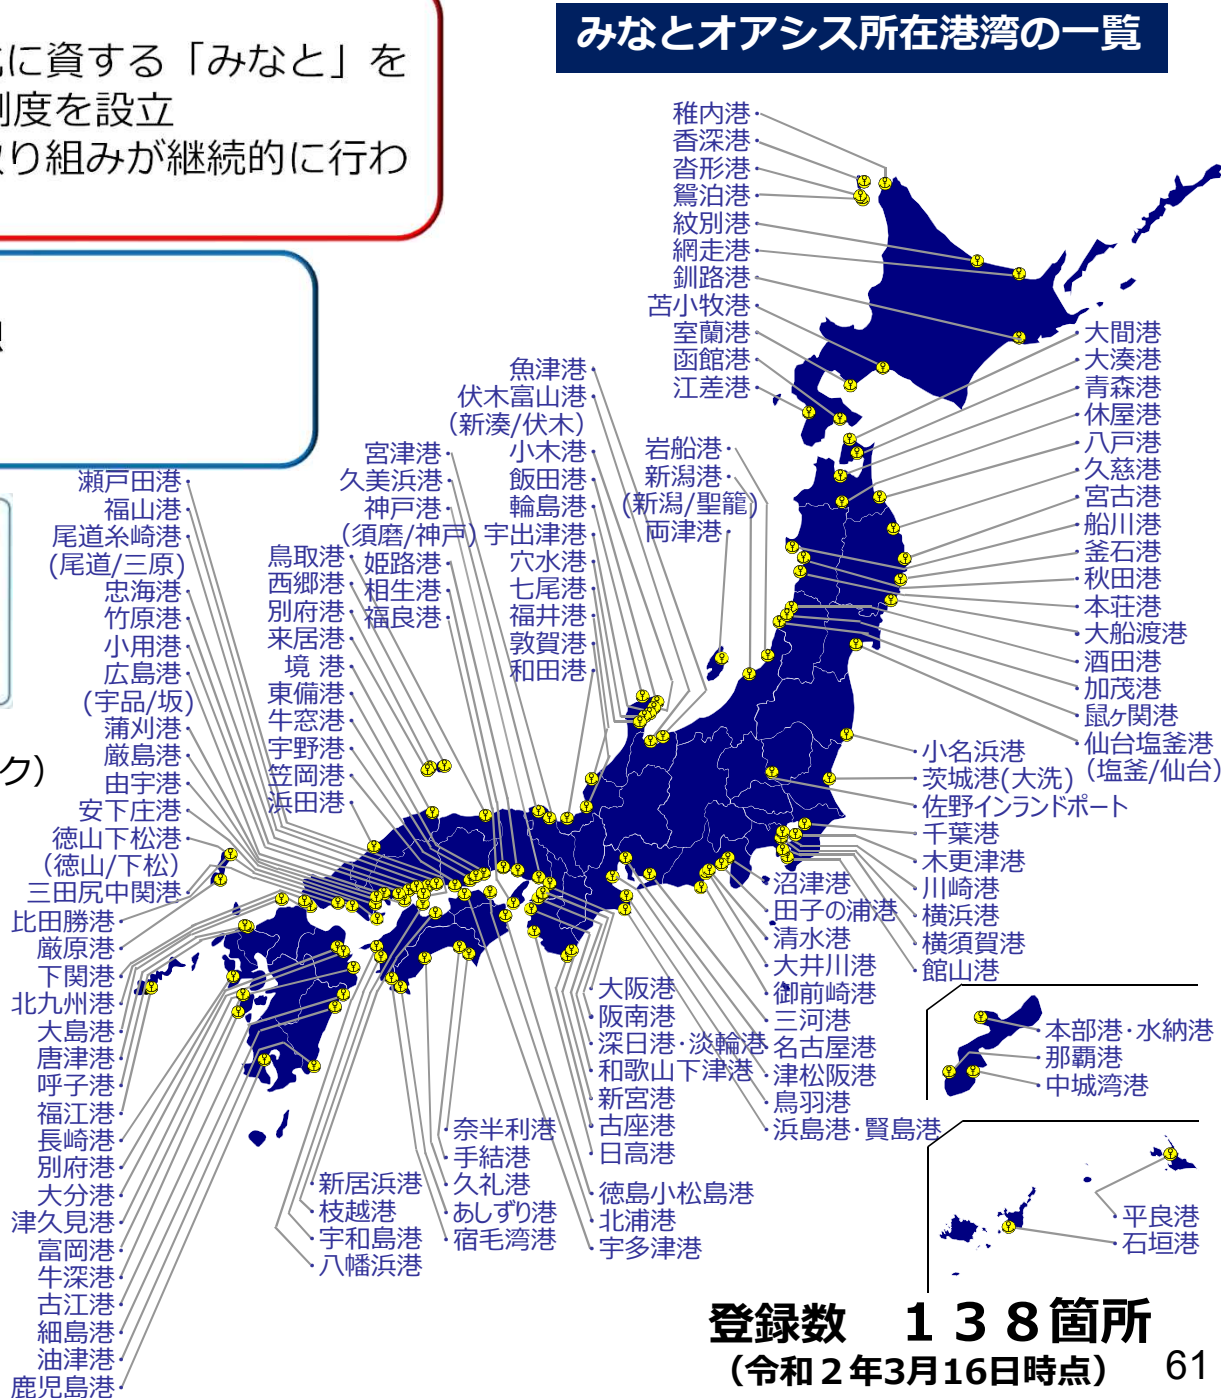 に資する「みなと」を
制度を設立
り組みが継続的に行わ
ク）
みなとオアシス所在港湾の一覧
稚内港
香深港
沓形港
鴛泊港
紋別港
網走港
釧路港
苫小牧港
室蘭港
函館港
江差港
大間港
大湊港
青森港
休屋港
八戸港
久慈港
宮古港
船川港
釜石港
秋田港
本荘港
大船渡港
酒田港
加茂港
鼠ヶ関港
仙台塩釜港
(塩釜/仙台)
魚津港
伏木富山港
(新湊/伏木)
小木港
飯田港
輪島港
宇出津港
穴水港
七尾港
福井港
敦賀港
和田港
岩船港
新潟港
(新潟/聖籠)
両津港
宮津港
久美浜港
神戸港
(須磨/神戸)
姫路港
相生港
福良港
鳥取港
西郷港
別府港
来居港
境 港
東備港
牛窓港
宇野港
笠岡港
浜田港
瀬戸田港
福山港
尾道糸崎港
(尾道/三原)
忠海港
竹原港
小用港
広島港
(宇品/坂)
蒲刈港
厳島港
由宇港
安下庄港
徳山下松港
(徳山/下松)
三田尻中関港
比田勝港
厳原港
下関港
北九州港
大島港
唐津港
呼子港
福江港
長崎港
別府港
大分港
津久見港
富岡港
牛深港
古江港
細島港
油津港
鹿児島港
小名浜港
茨城港(大洗)
佐野インランドポート
千葉港
木更津港
川崎港
横浜港
横須賀港
館山港
沼津港
田子の浦港
清水港
大井川港
御前崎港
三河港
名古屋港
津松阪港
鳥羽港
浜島港・賢島港
大阪港
阪南港
深日港・淡輪港
和歌山下津港
新宮港
古座港
日高港
徳島小松島港
北浦港
宇多津港
奈半利港
手結港
久礼港
あしずり港
宿毛湾港
新居浜港
枝越港
宇和島港
八幡浜港
本部港・水納港
那覇港
中城湾港
平良港
石垣港
登録数　１３８箇所
（令和２年3月16日時点）
61